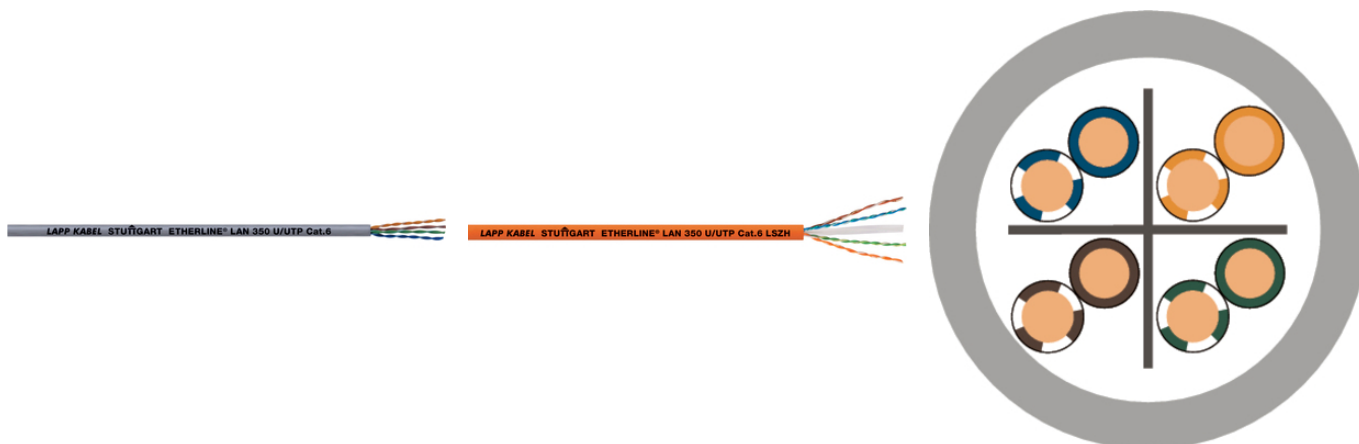 LAPP KABEL STUTTGART ETHERLINE® LAN 350 U/UTP Cat.6
LAPP KABEL STUTTGART ETHERLINE® LAN 350 U/UTP Cat.6 LSZH